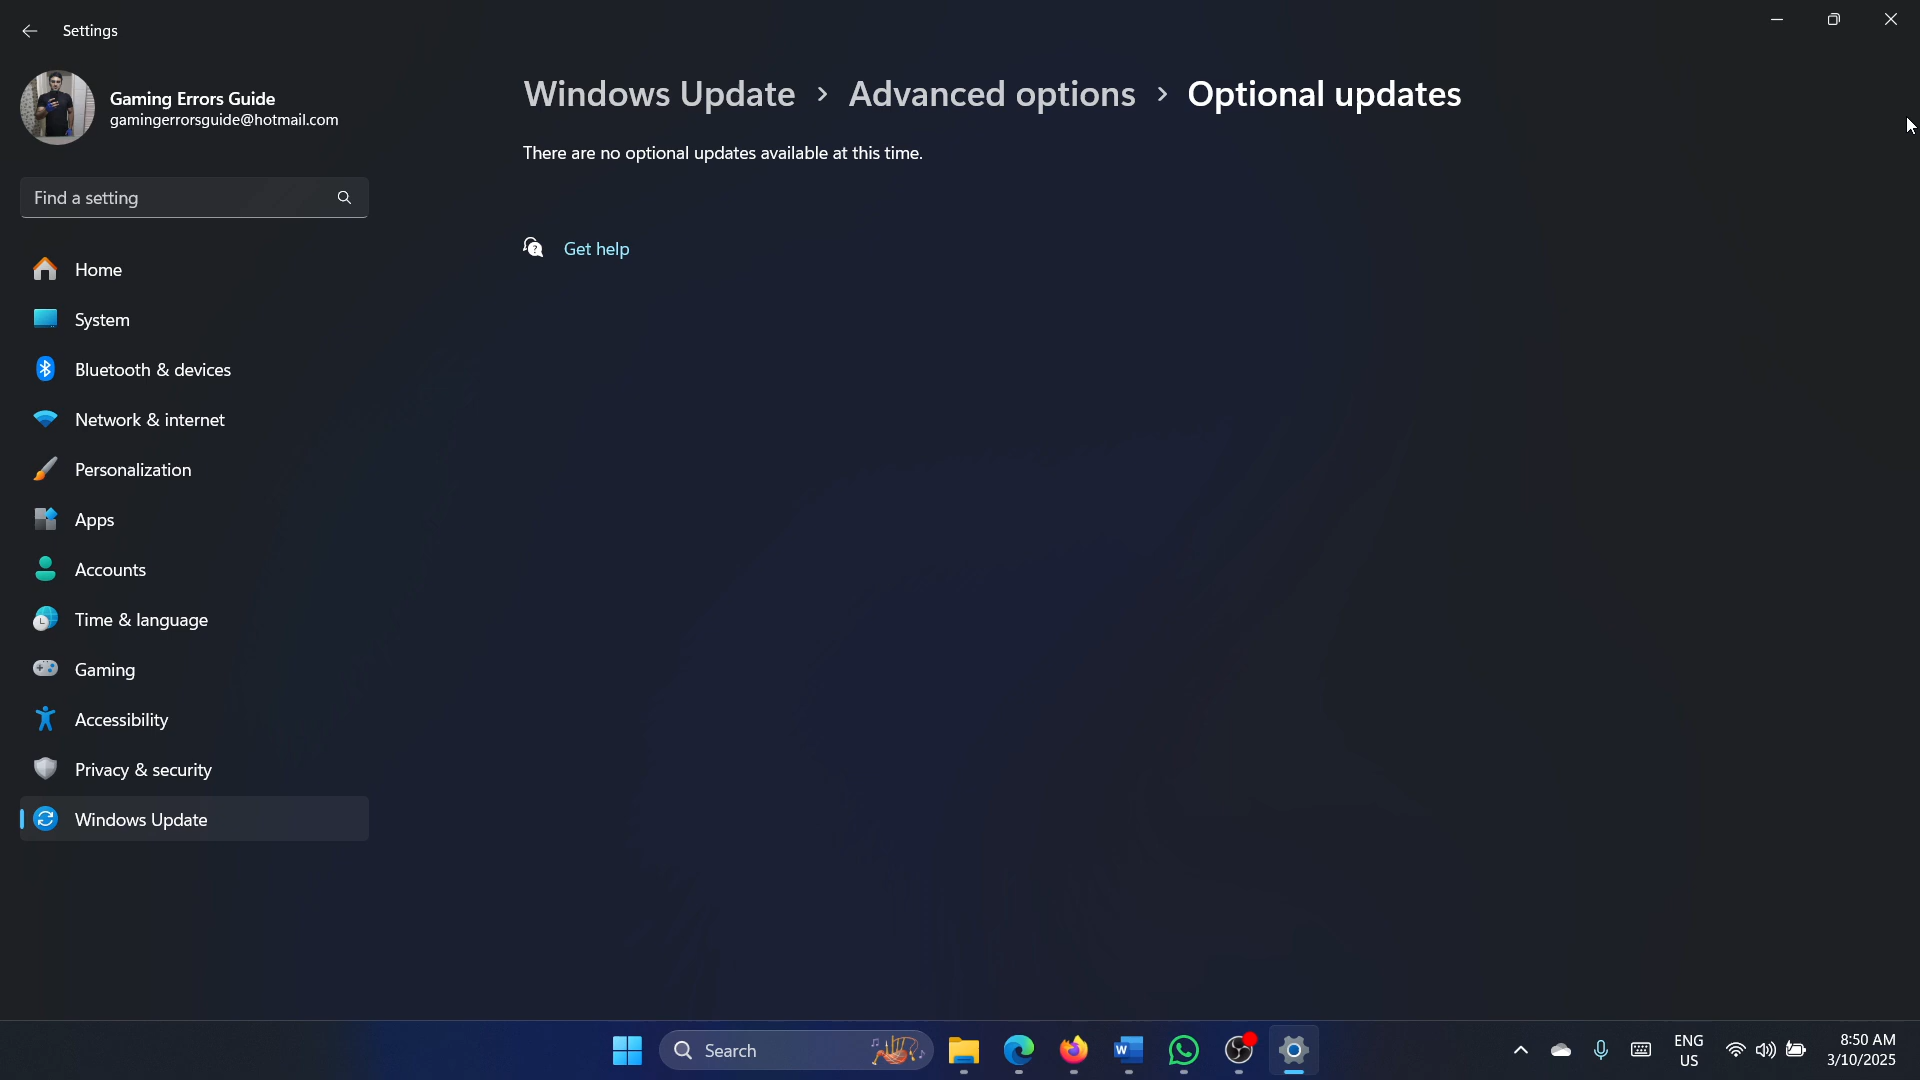 Settings
Gaming Errors Guide
gamingerrorsguide@hotmail.com
Find a setting
Home
System
Bluetooth & devices
Network & internet
Personalization
Apps
Accounts
Time & language
Gaming
Accessibility
Privacy & security
Windows Update
Windows Update > Advanced options > Optional updates
There are no optional updates available at this time.
Get help
Search
ENG
US
8:50 AM
3/10/2025